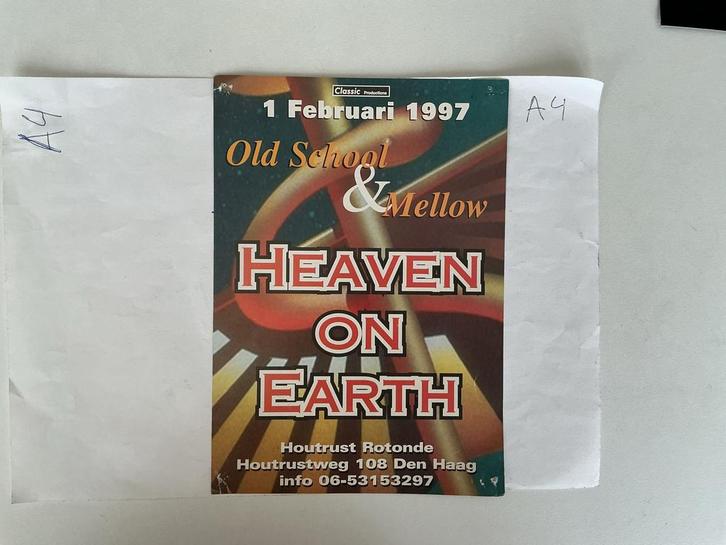 A4
A4
Classic Productions
1 Februari 1997
Old School
& Mellow
HEAVEN
ON
EARTH
Houtrust Rotonde
Houtrustweg 108 Den Haag
info 06-53153297